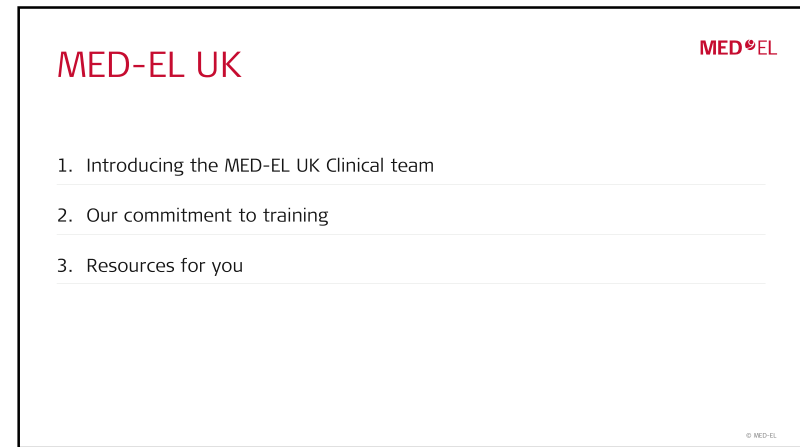 MED-EL UK
MED EL
1. Introducing the MED-EL UK Clinical team
2. Our commitment to training
3. Resources for you
© MED-EL